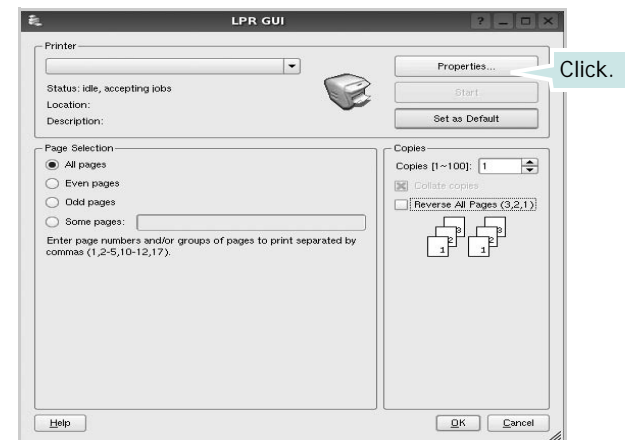 LPR GUI
Printer
Properties...
Click.
Status: idle, accepting jobs
Start
Location:
Description:
Set as Default
Page Selection
Copies
All pages
Copies [1~100]: 1
Even pages
Collate copies
Odd pages
Reverse All Pages (3,2,1)
Some pages:
Enter page numbers and/or groups of pages to print separated by
commas (1,2-5,10-12,17).
3 3
2 2
1 1
Help
OK
Cancel